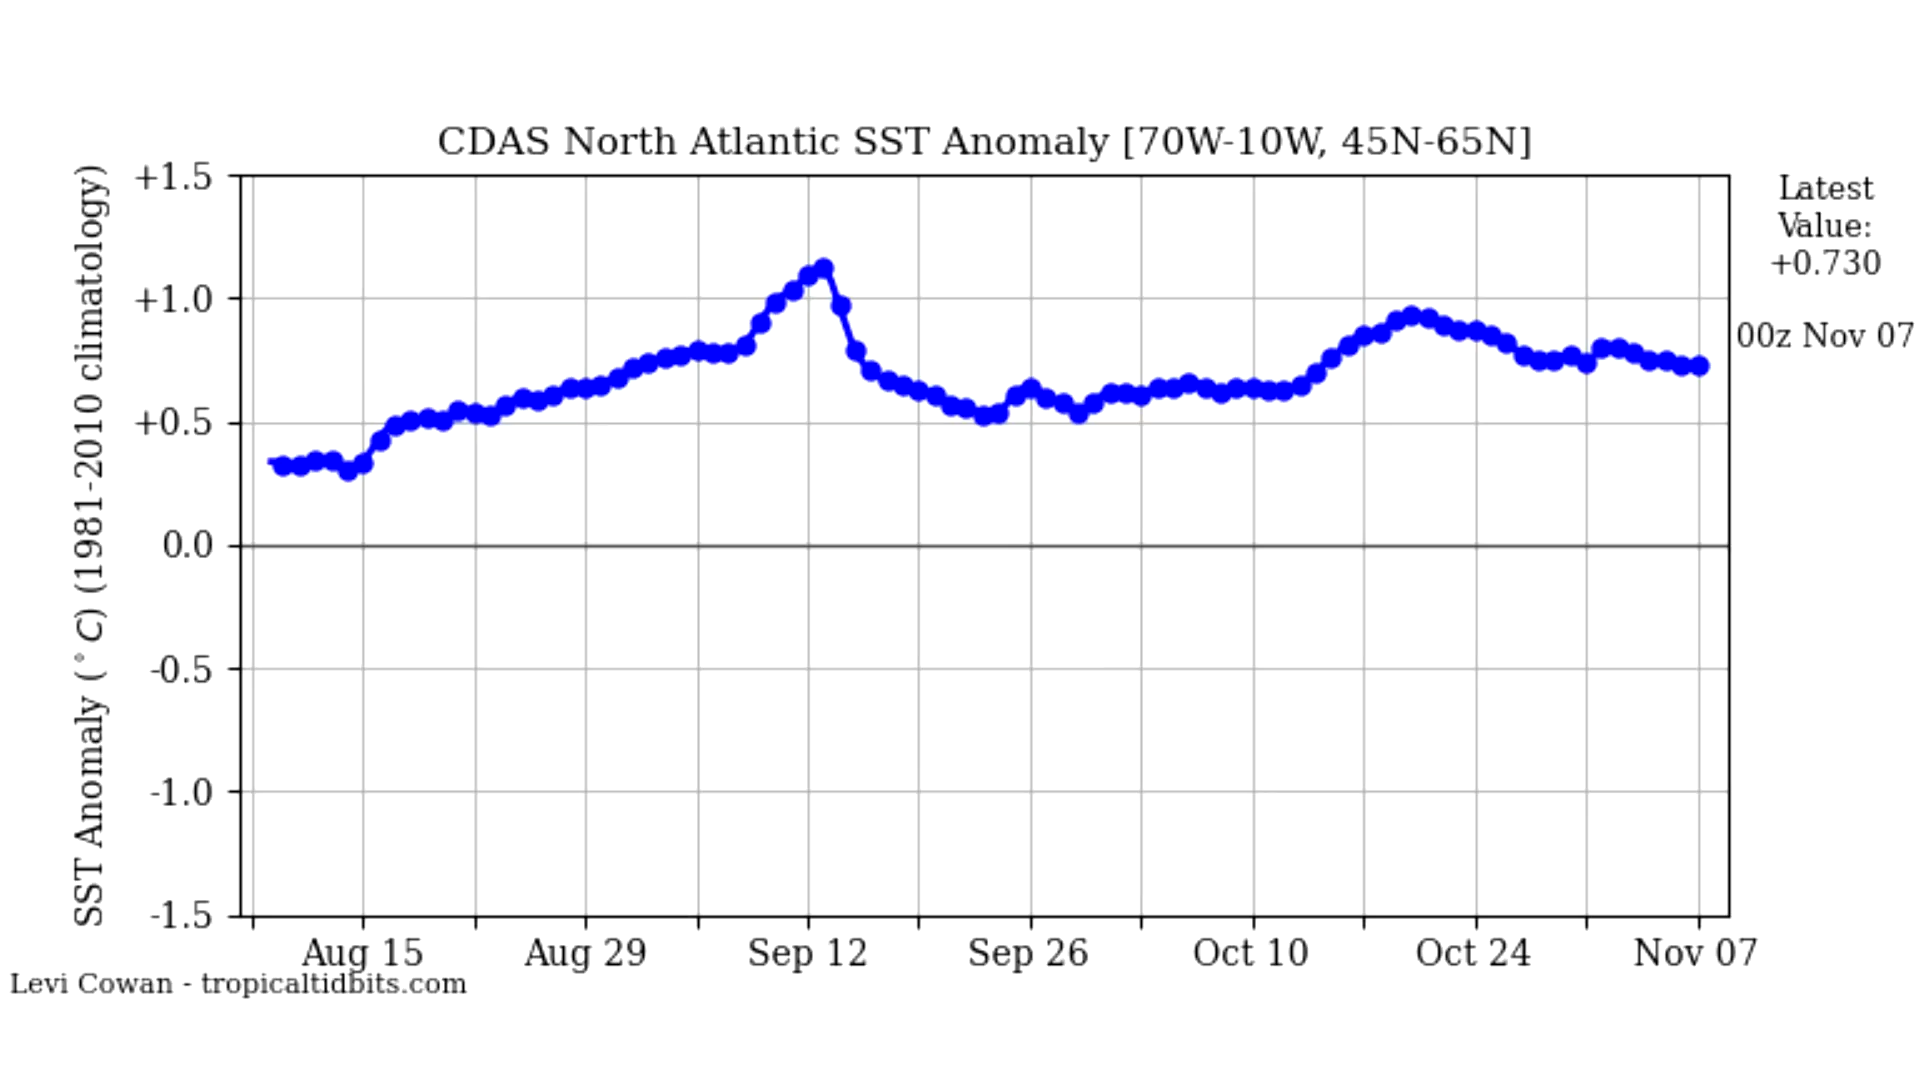 CDAS North Atlantic SST Anomaly [70W-10W, 45N-65N]
SST Anomaly (°C) (1981-2010 climatology)
+1.5
+1.0
+0.5
0.0
-0.5
-1.0
-1.5
Aug 15
Aug 29
Sep 12
Sep 26
Oct 10
Oct 24
Nov 07
Latest
Value:
+0.730
00z Nov 07
Levi Cowan - tropicaltidbits.com